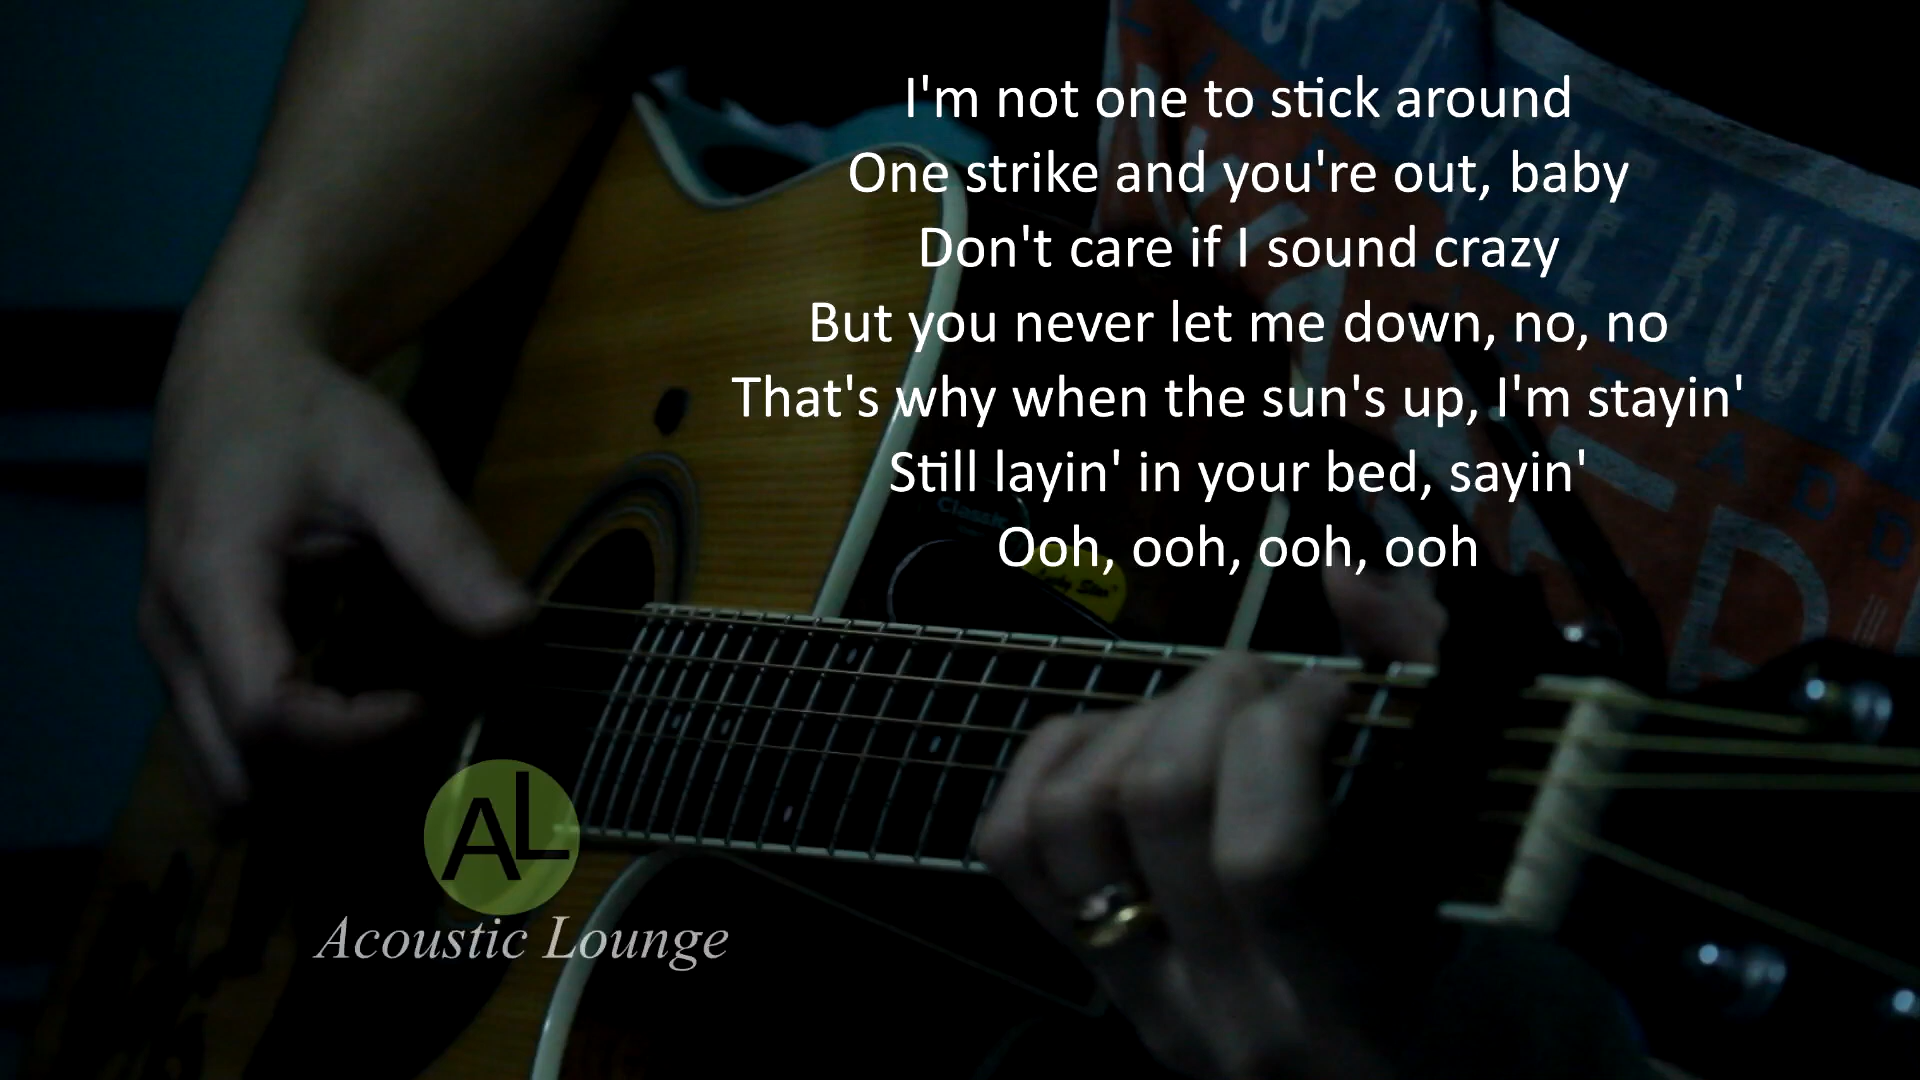 I'm not one to stick around
One strike and you're out, baby
Don't care if I sound crazy
But you never let me down, no, no
That's why when the sun's up, I'm stayin'
Still layin' in your bed, sayin'
Ooh, ooh, ooh, ooh
Classic
AL
Acoustic Lounge